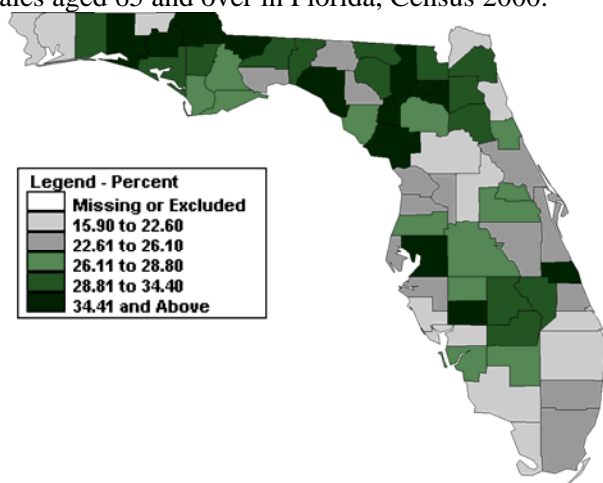 ales aged 65 and over in Florida, Census 2000.
Legend - Percent
Missing or Excluded
15.90 to 22.60
22.61 to 26.10
26.11 to 28.80
28.81 to 34.40
34.41 and Above